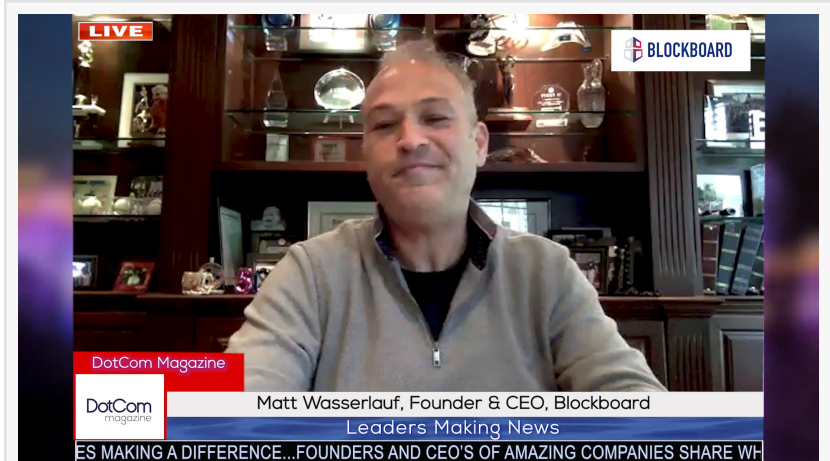 LIVE
BLOCKBOARD
DotCom Magazine
DotCom
magazine
Matt Wasserlauf, Founder & CEO, Blockboard
Leaders Making News
ES MAKING A DIFFERENCE...FOUNDERS AND CEO'S OF AMAZING COMPANIES SHARE WH